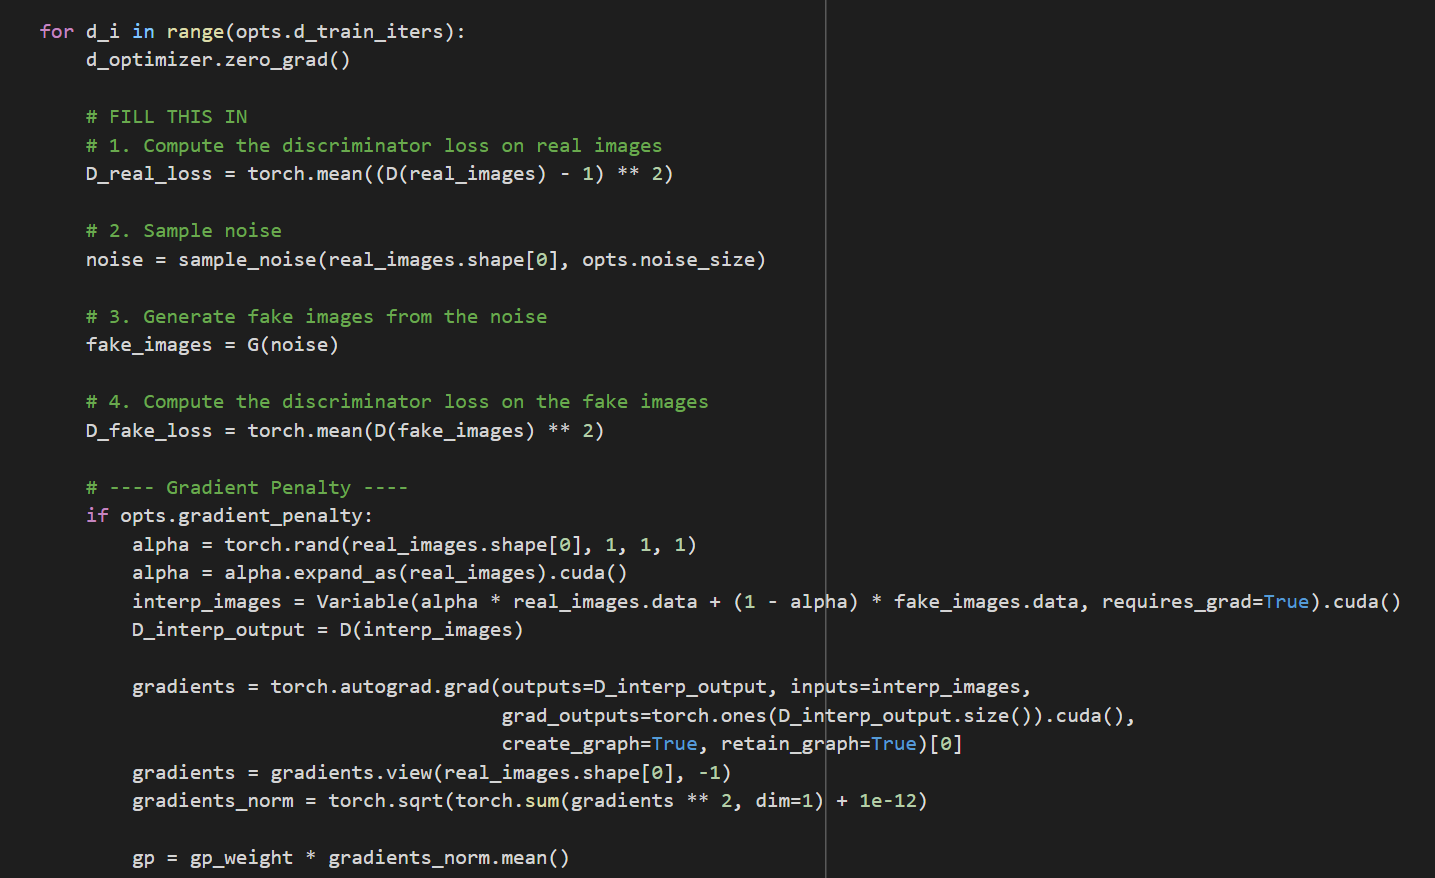 for d_i in range(opts.d_train_iters):
    d_optimizer.zero_grad()

    # FILL THIS IN
    # 1. Compute the discriminator loss on real images
    D_real_loss = torch.mean((D(real_images) - 1) ** 2)

    # 2. Sample noise
    noise = sample_noise(real_images.shape[0], opts.noise_size)

    # 3. Generate fake images from the noise
    fake_images = G(noise)

    # 4. Compute the discriminator loss on the fake images
    D_fake_loss = torch.mean(D(fake_images) ** 2)

    # ---- Gradient Penalty ----
    if opts.gradient_penalty:
        alpha = torch.rand(real_images.shape[0], 1, 1, 1)
        alpha = alpha.expand_as(real_images).cuda()
        interp_images = Variable(alpha * real_images.data + (1 - alpha) * fake_images.data, requires_grad=True).cuda()
        D_interp_output = D(interp_images)

        gradients = torch.autograd.grad(outputs=D_interp_output, inputs=interp_images,
                                        grad_outputs=torch.ones(D_interp_output.size()).cuda(),
                                        create_graph=True, retain_graph=True)[0]
        gradients = gradients.view(real_images.shape[0], -1)
        gradients_norm = torch.sqrt(torch.sum(gradients ** 2, dim=1) + 1e-12)

        gp = gp_weight * gradients_norm.mean()